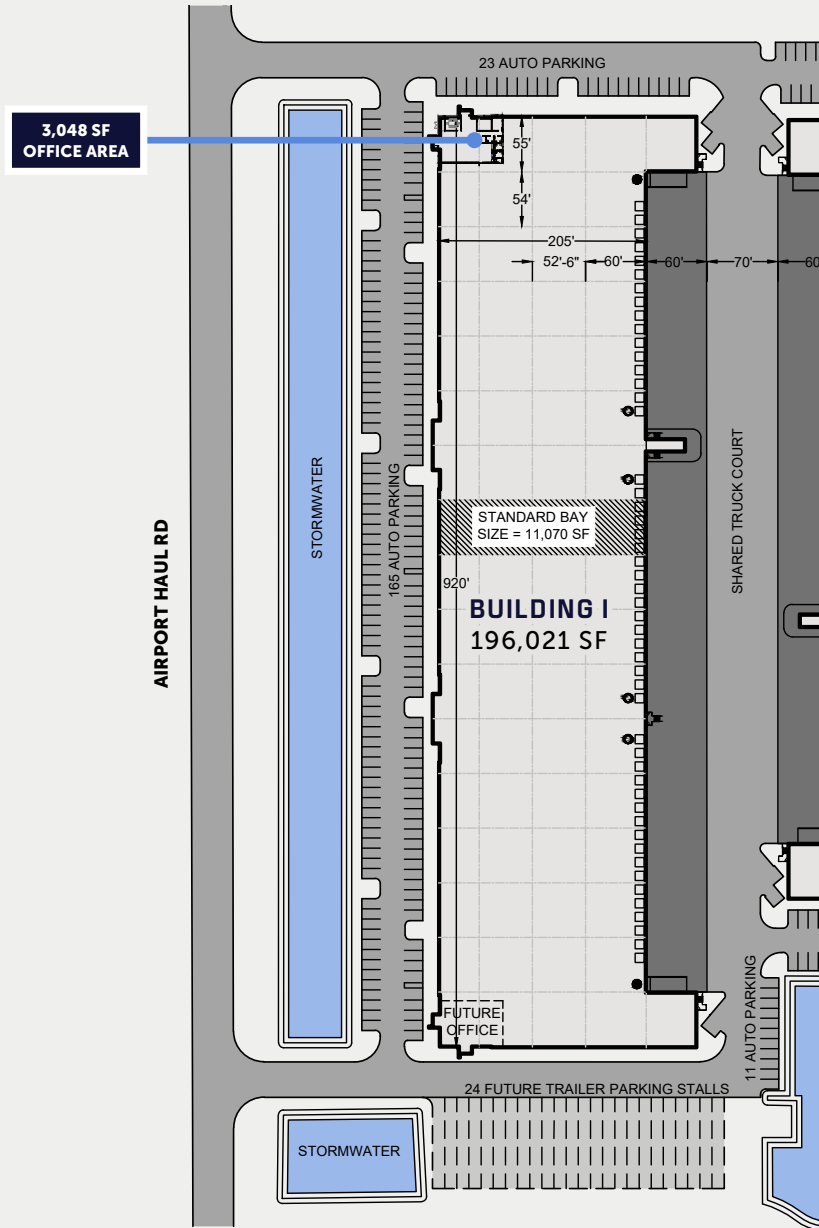 23 AUTO PARKING
3,048 SF
OFFICE AREA
55'
54'
205'
52'-6"
60'
60'
70'
60
STORMWATER
165 AUTO PARKING
AIRPORT HAUL RD
SHARED TRUCK COURT
STANDARD BAY
SIZE = 11,070 SF
920'
BUILDING I
196,021 SF
FUTURE
OFFICE
11 AUTO PARKING
24 FUTURE TRAILER PARKING STALLS
STORMWATER